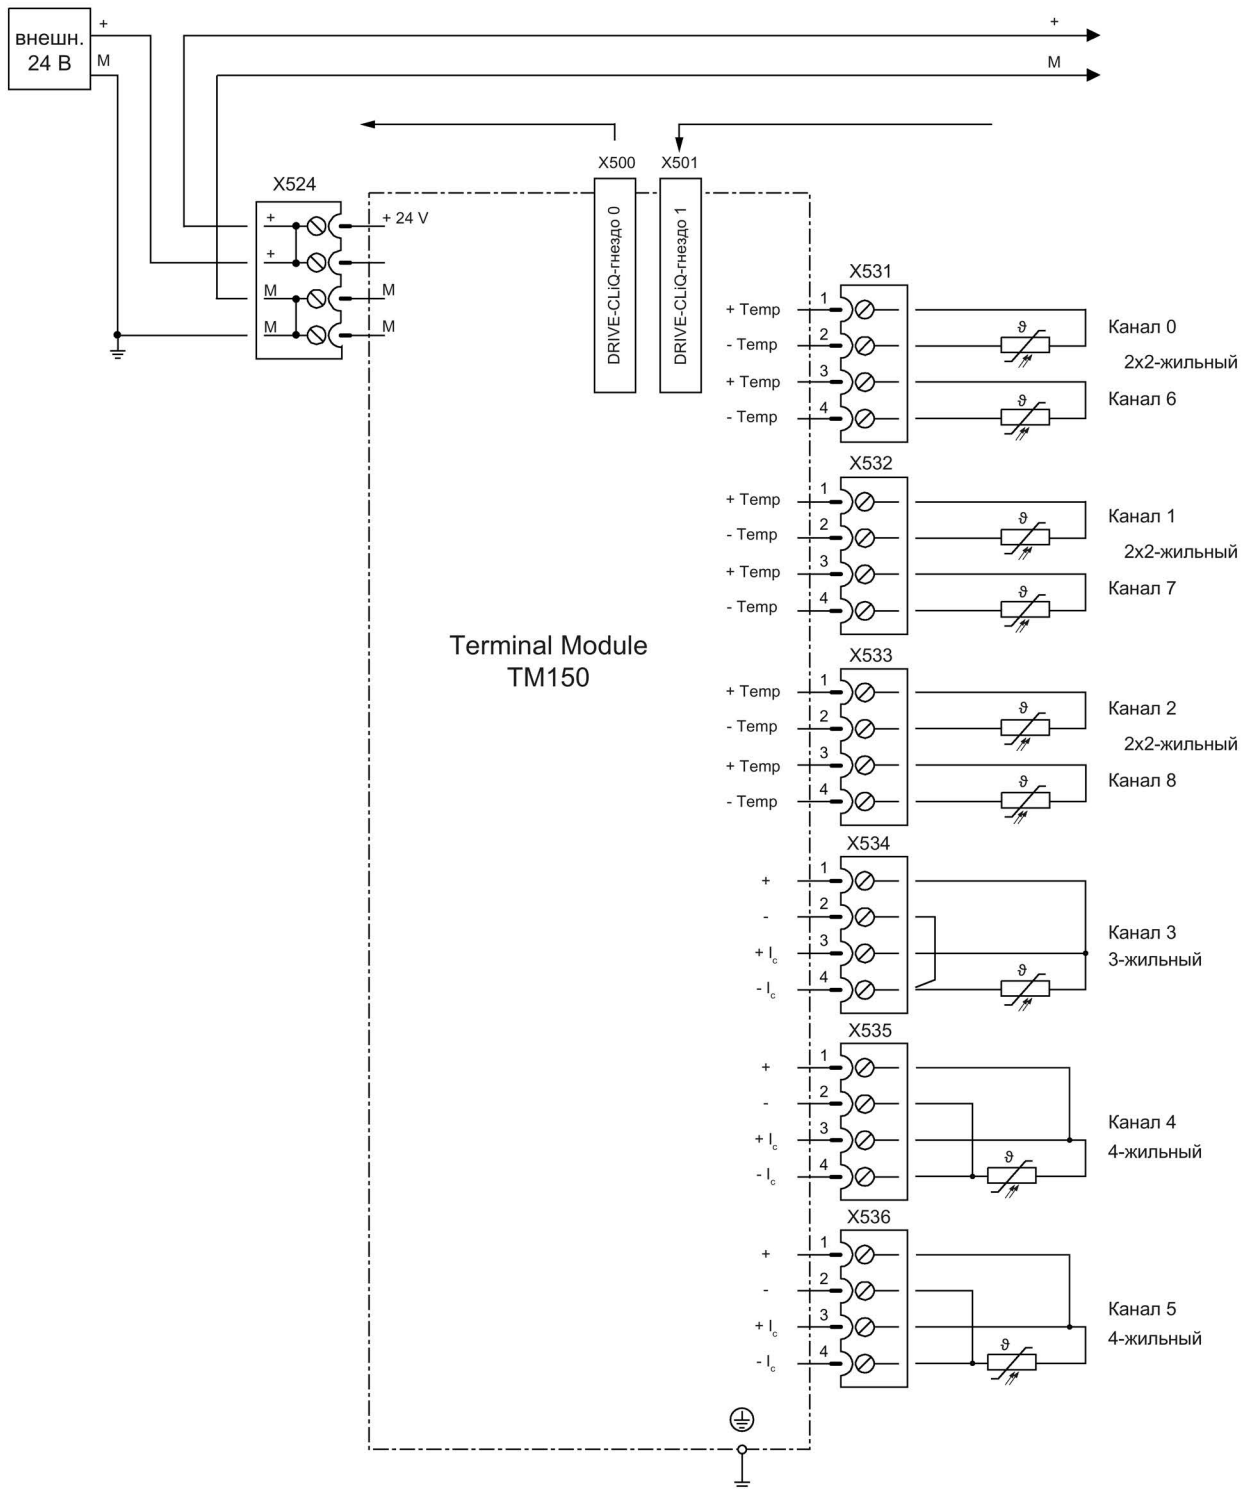 +
+
внешн.
24 В
M
M
X500
X501
X524
+
+ 24 V
+
M
M
M
M
DRIVE-CLiQ-гнездо 0
DRIVE-CLiQ-гнездо 1
Terminal Module
TM150
X531
+ Temp
1
- Temp
2
+ Temp
3
- Temp
4
ϑ
ϑ
Канал 0
2x2-жильный
Канал 6
X532
+ Temp
1
- Temp
2
+ Temp
3
- Temp
4
ϑ
ϑ
Канал 1
2x2-жильный
Канал 7
X533
+ Temp
1
- Temp
2
+ Temp
3
- Temp
4
ϑ
ϑ
Канал 2
2x2-жильный
Канал 8
X534
+
1
-
2
+ Ic
3
- Ic
4
ϑ
Канал 3
3-жильный
X535
+
1
-
2
+ Ic
3
- Ic
4
ϑ
Канал 4
4-жильный
X536
+
1
-
2
+ Ic
3
- Ic
4
ϑ
Канал 5
4-жильный